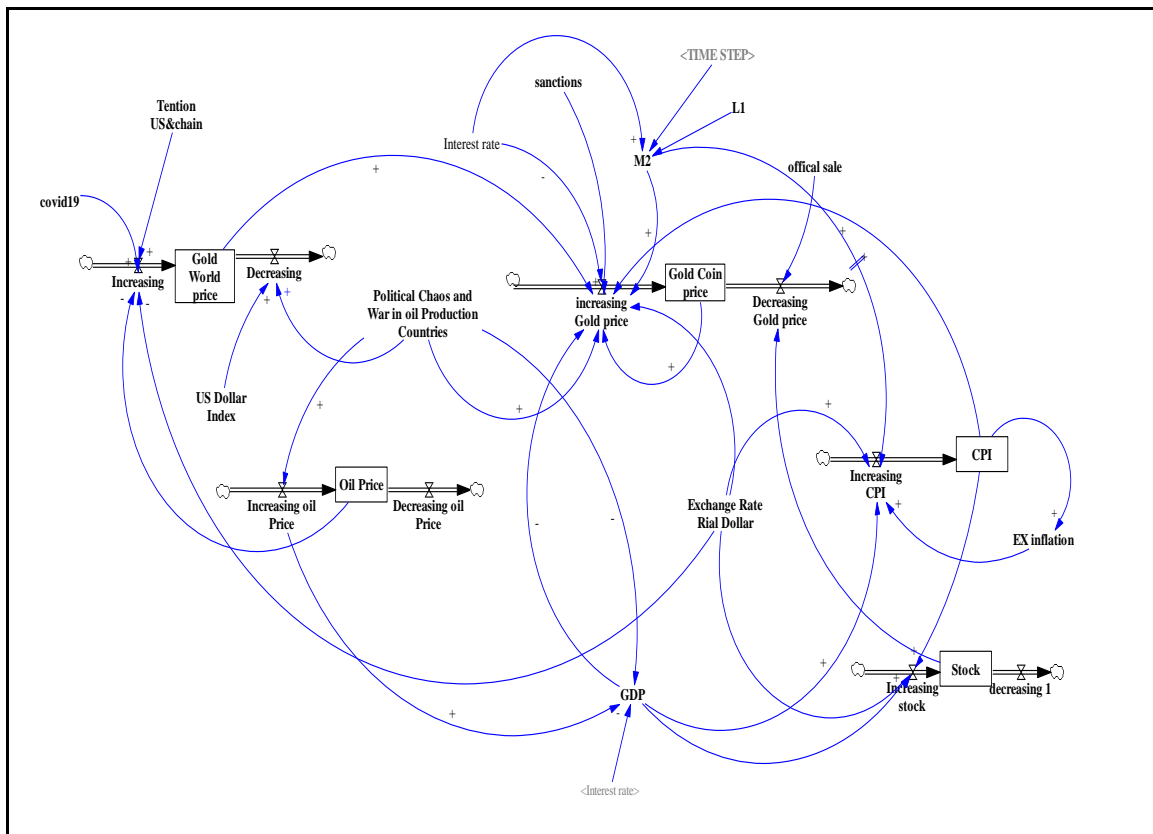 <TIME STEP>
sanctions
Tention
US&chain
L1
Interest rate
+
M2
offical sale
+
-
covid19
+
+
+
+
Gold
World
price
Increasing
Decreasing
-
-
+
+
Political Chaos and
War in oil Production
Countries
+
Gold Coin
price
increasing
Gold price
Decreasing
Gold price
+
US Dollar
Index
+
+
+
CPI
Increasing
CPI
Oil Price
Increasing oil
Price
Decreasing oil
Price
Exchange Rate
Rial Dollar
+
+
EX inflation
-
-
+
+
Stock
+
Increasing
stock
decreasing 1
GDP
+
-
<Interest rate>